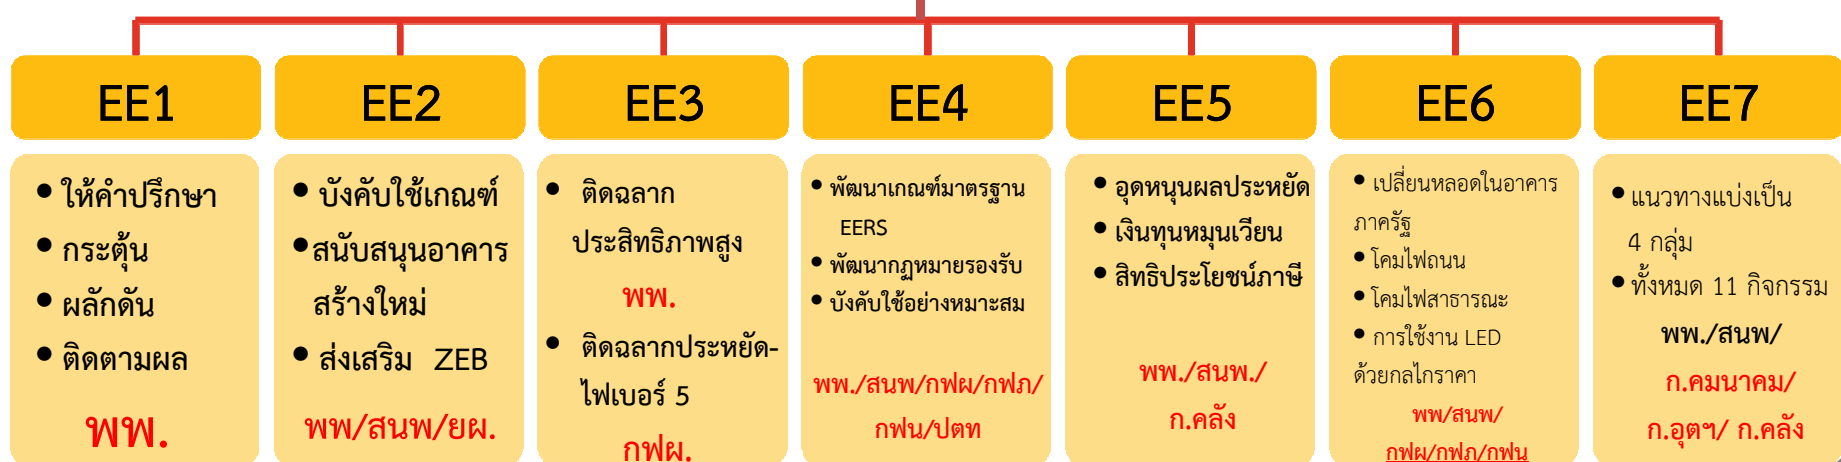 EE1
• ให้คำปรึกษา
• กระตุ้น
• ผลักดัน
• ติดตามผล
พพ.
EE2
• บังคับใช้เกณฑ์
• สนับสนุนอาคาร
สร้างใหม่
• ส่งเสริม ZEB
พพ/สนพ/ยผ.
EE3
• ติดฉลาก
ประสิทธิภาพสูง
พพ.
• ติดฉลากประหยัด-
ไฟเบอร์ 5
กฟผ.
EE4
• พัฒนาเกณฑ์มาตรฐาน
EERS
• พัฒนากฎหมายรองรับ
• บังคับใช้อย่างหมาะสม
พพ./สนพ/กฟผ/กฟภ/
กฟน/ปตท
EE5
• อุดหนุนผลประหยัด
• เงินทุนหมุนเวียน
• สิทธิประโยชน์ภาษี
พพ./สนพ./
ก.คลัง
EE6
• เปลี่ยนหลอดในอาคาร
ภาครัฐ
• โคมไฟถนน
• โคมไฟสาธารณะ
• การใช้งาน LED
ด้วยกลไกราคา
พพ/สนพ/
กฟผ/กฟภ/กฟน
EE7
• แนวทางแบ่งเป็น
4 กลุ่ม
• ทั้งหมด 11 กิจกรรม
พพ./สนพ/
ก.คมนาคม/
ก.อุตฯ/ ก.คลัง